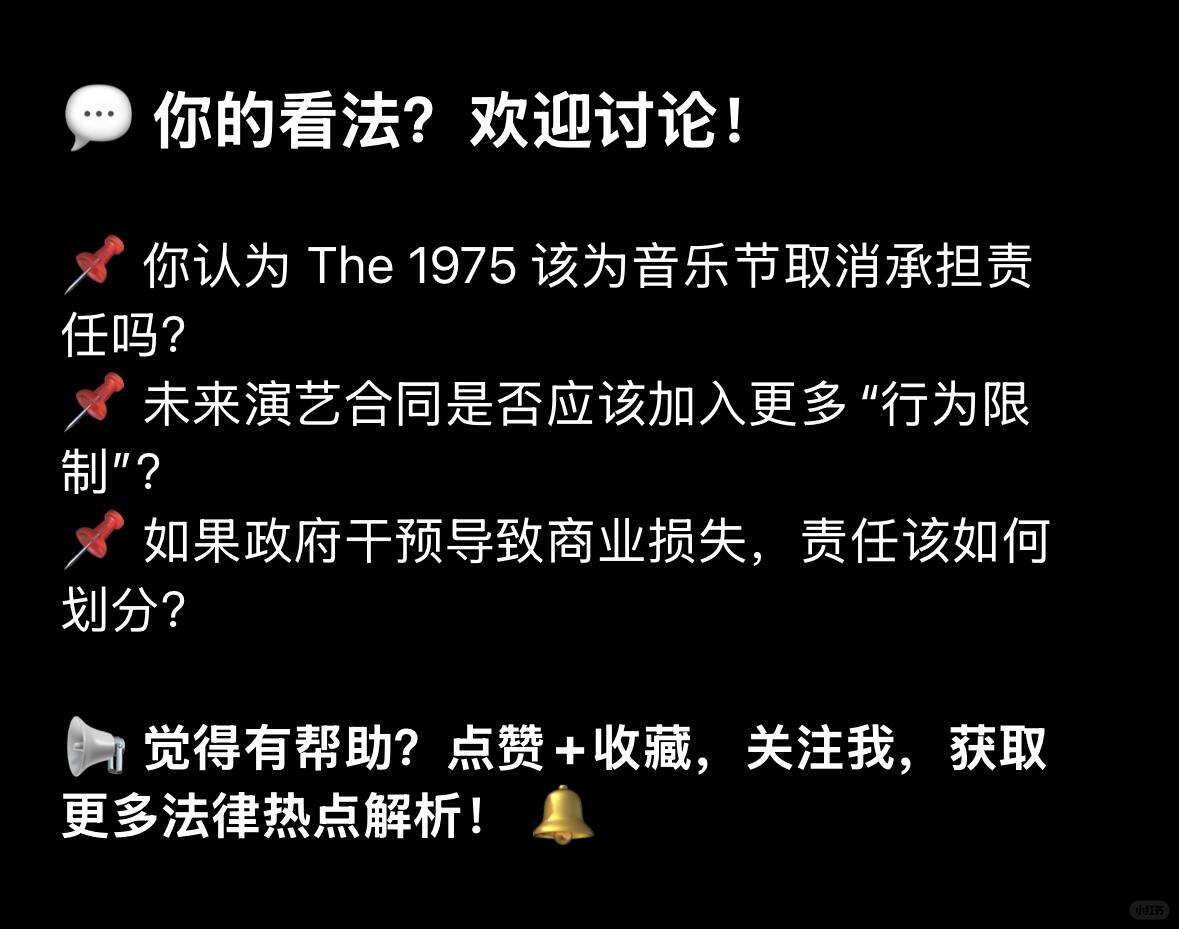 💬 你的看法？欢迎讨论！
📌 你认为 The 1975 该为音乐节取消承担责
任吗？
📌 未来演艺合同是否应该加入更多 “行为限
制”？
📌 如果政府干预导致商业损失，责任该如何
划分？
📢 觉得有帮助？点赞+收藏，关注我，获取
更多法律热点解析！ 🔔
小红书